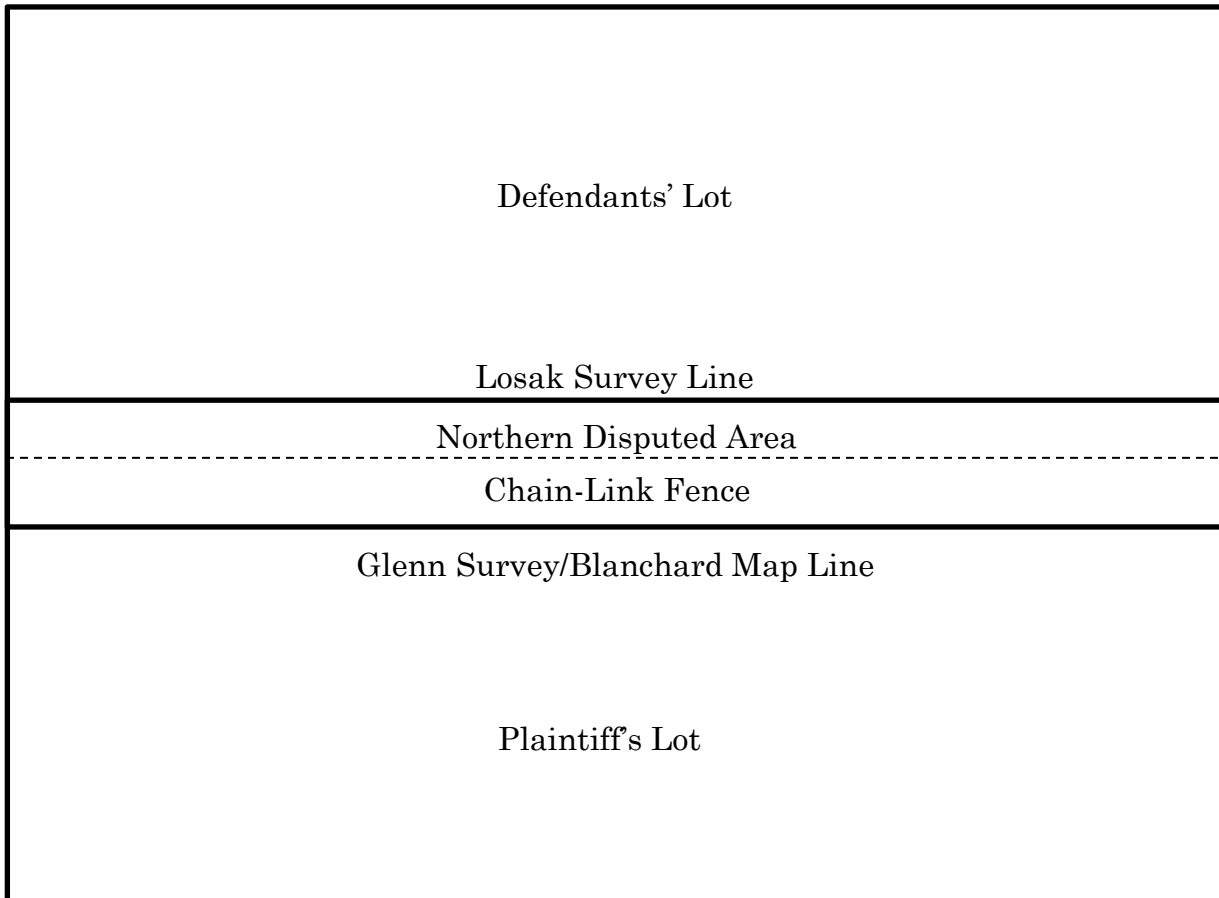 Defendants’ Lot
Losak Survey Line
Northern Disputed Area
Chain-Link Fence
Glenn Survey/Blanchard Map Line
Plaintiff’s Lot